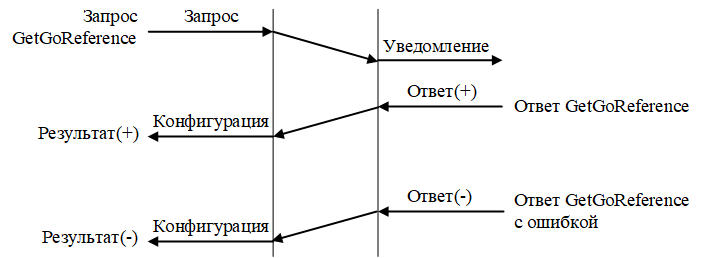 Запрос
GetGoReference
Запрос
Уведомление
Ответ(+)
Ответ GetGoReference
Конфигурация
Результат(+)
Ответ(-)
Ответ GetGoReference
с ошибкой
Конфигурация
Результат(-)